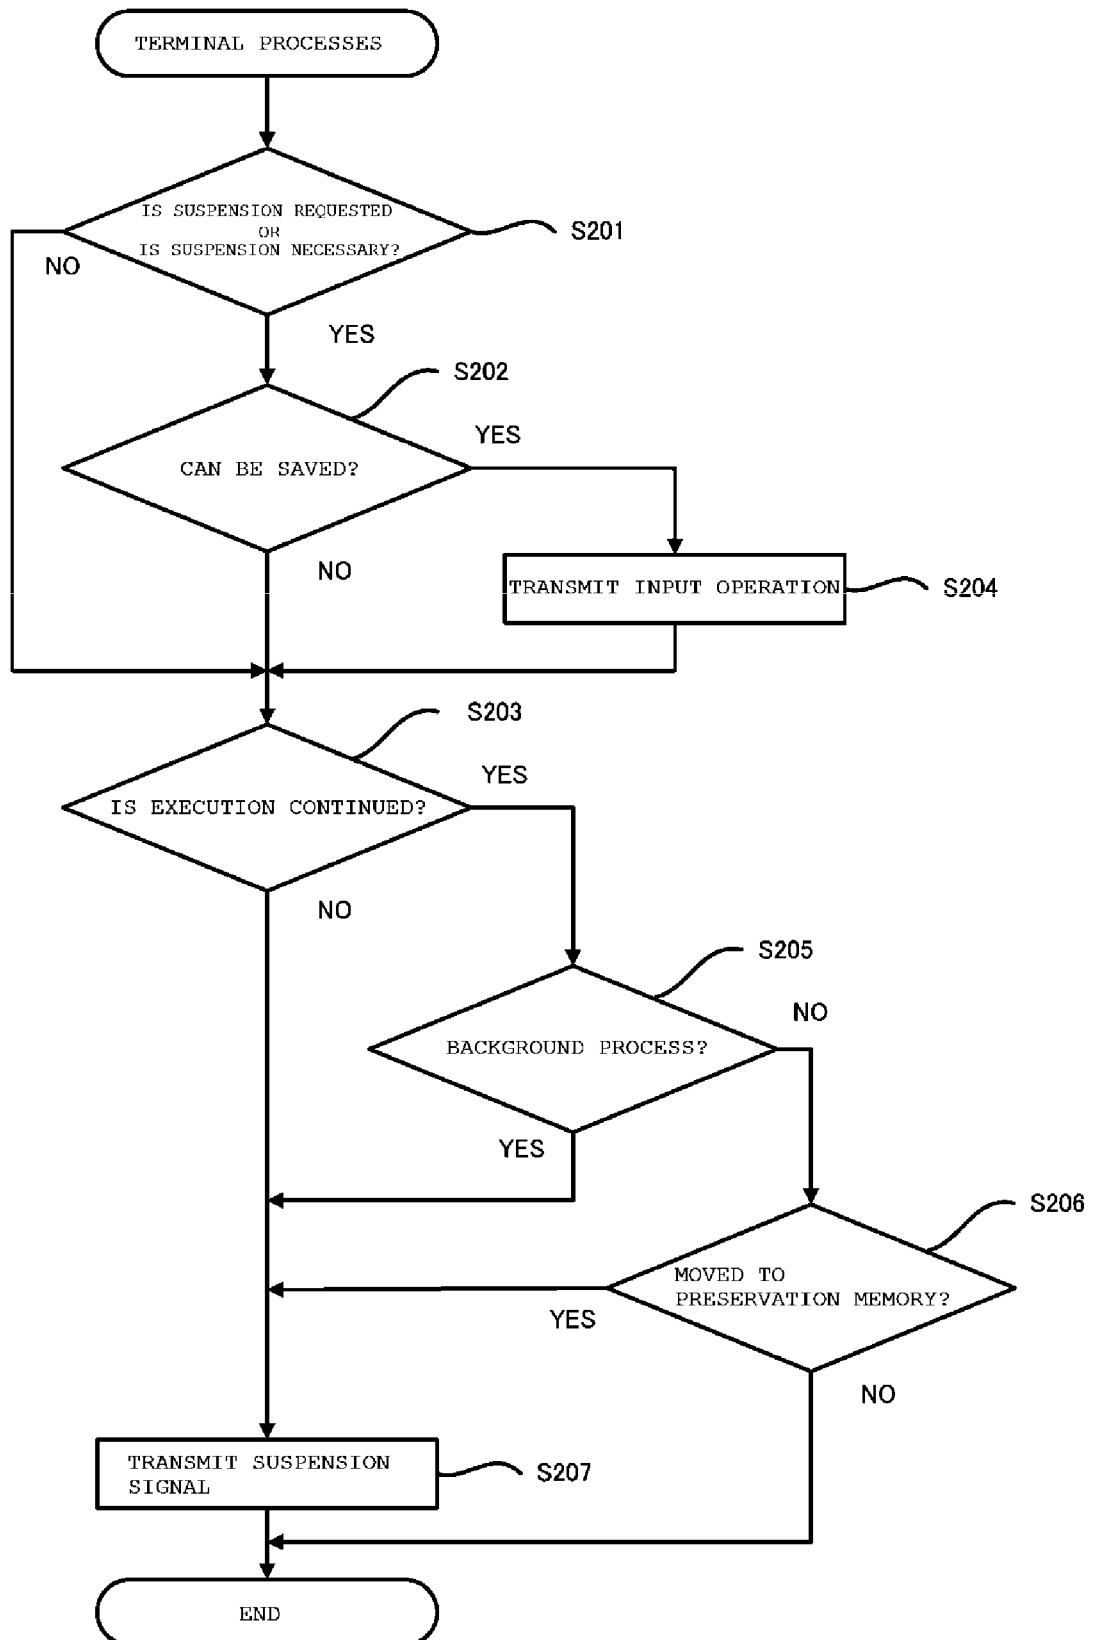 TERMINAL PROCESSES
IS SUSPENSION REQUESTED
OR
IS SUSPENSION NECESSARY?
S201
NO
YES
S202
YES
CAN BE SAVED?
NO
TRANSMIT INPUT OPERATION
S204
S203
YES
IS EXECUTION CONTINUED?
NO
S205
NO
BACKGROUND PROCESS?
YES
S206
MOVED TO
PRESERVATION MEMORY?
YES
NO
TRANSMIT SUSPENSION
SIGNAL
S207
END